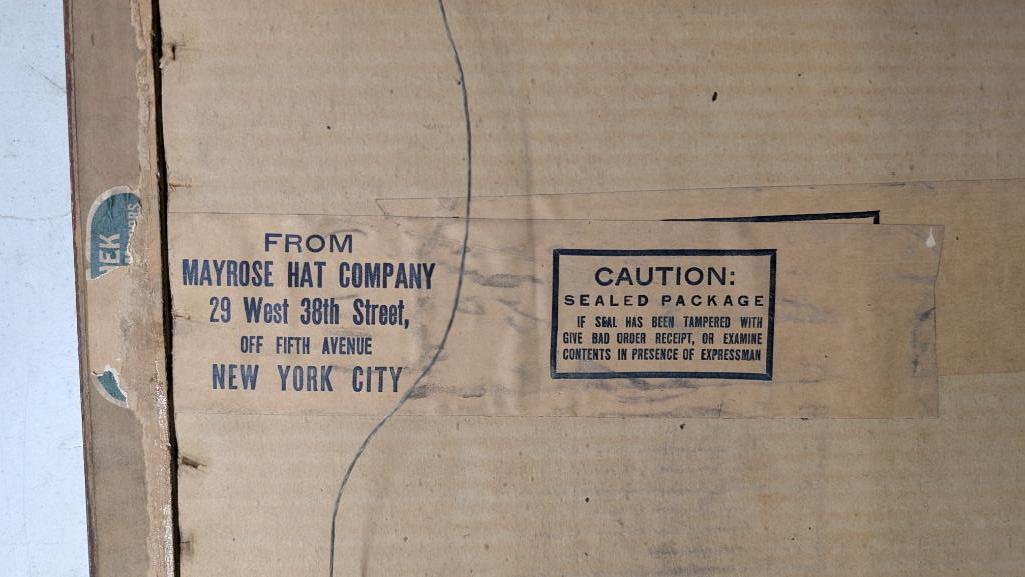 FROM
MAYROSE HAT COMPANY
29 West 38th Street,
OFF FIFTH AVENUE
NEW YORK CITY
CAUTION:
SEALED PACKAGE
IF SEAL HAS BEEN TAMPERED WITH
GIVE BAD ORDER RECEIPT, OR EXAMINE
CONTENTS IN PRESENCE OF EXPRESSMAN